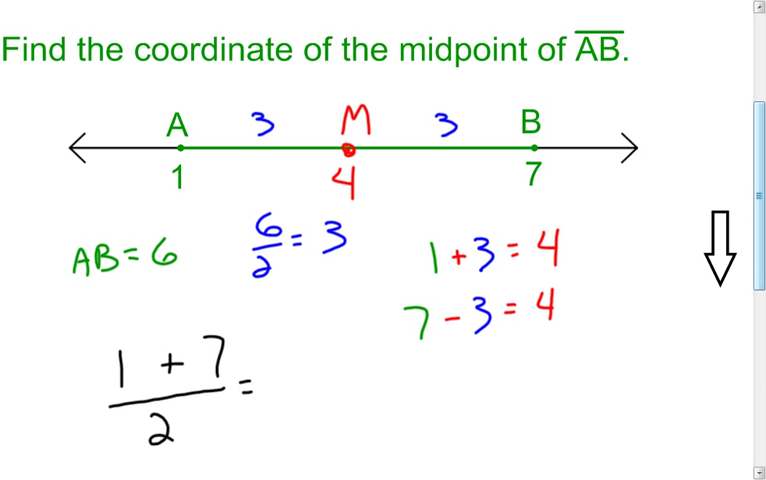 Find the coordinate of the midpoint of AB.
A 3 M 3 B
1 4 7
AB = 6 6/2 = 3 1 + 3 = 4
7 - 3 = 4
1 + 7
2 =